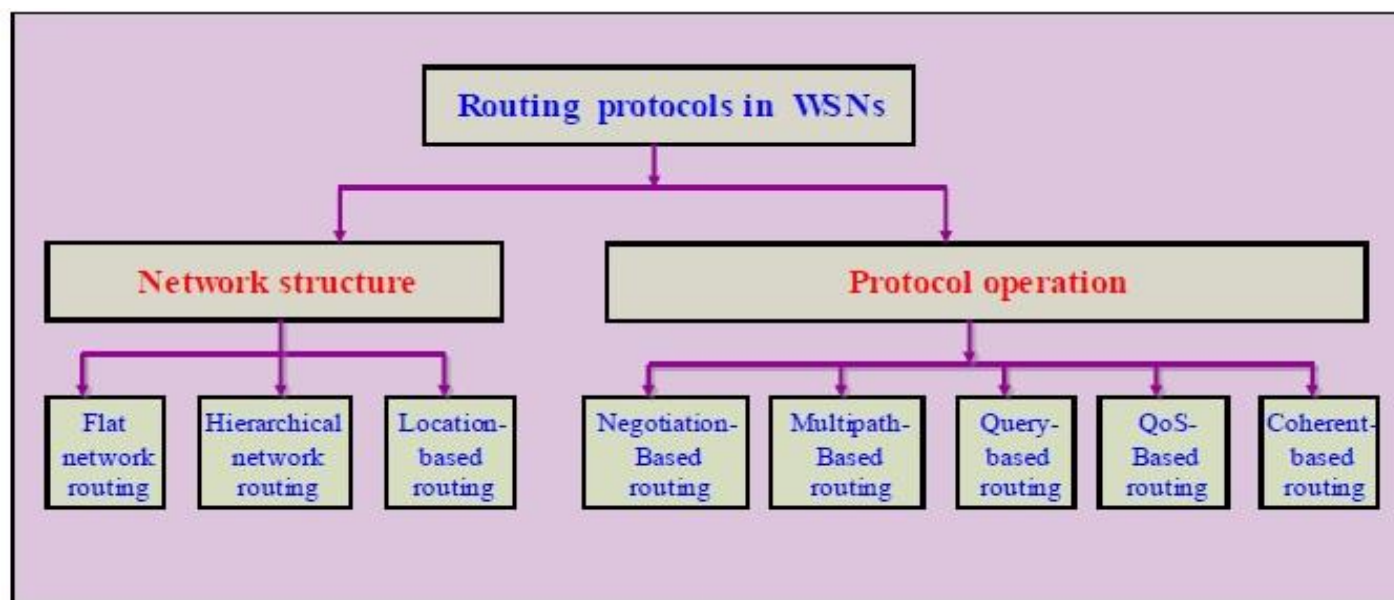 Routing protocols in WSNs
Network structure
Protocol operation
Flat
network
routing
Hierarchical
network
routing
Location-
based
routing
Negotiation-
Based
routing
Multipath-
Based
routing
Query-
based
routing
QoS-
Based
routing
Coherent-
based
routing